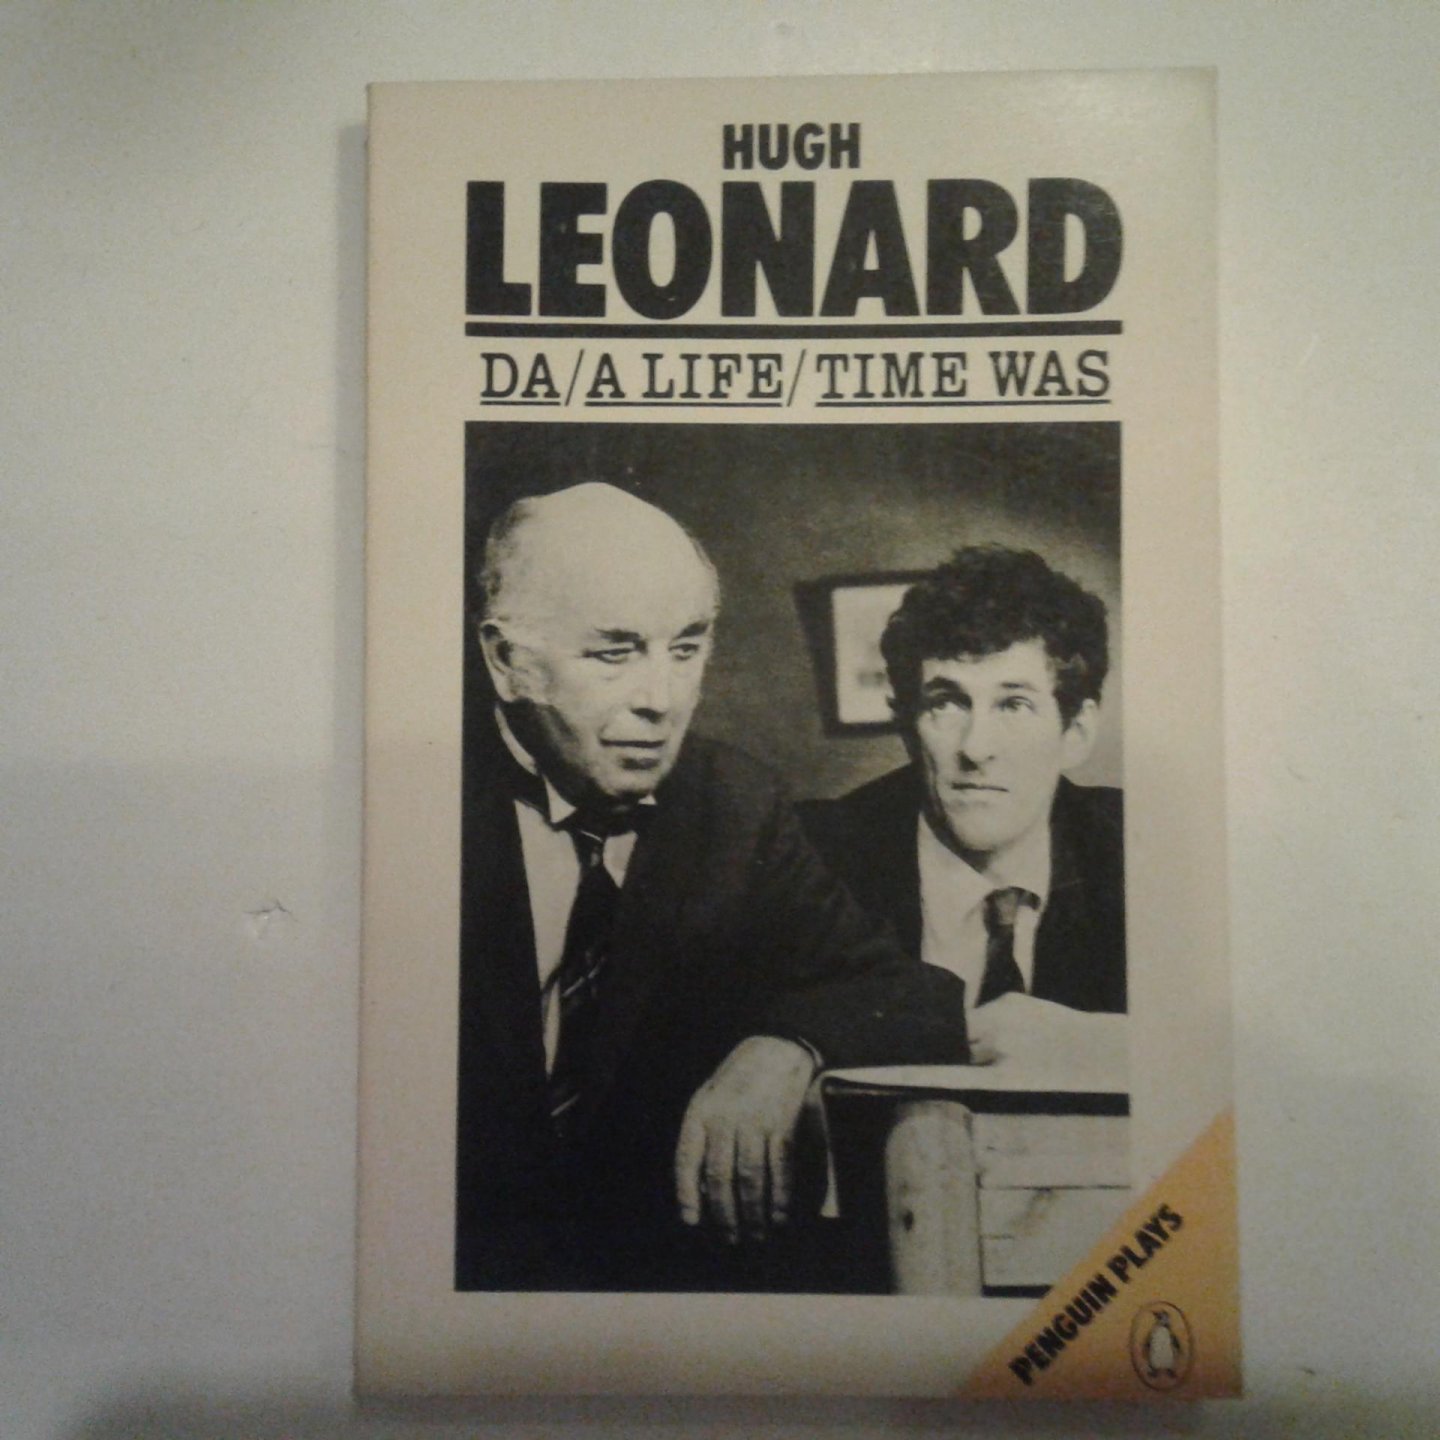 HUGH
LEONARD
DA/A LIFE/TIME WAS
PENGUIN PLAYS